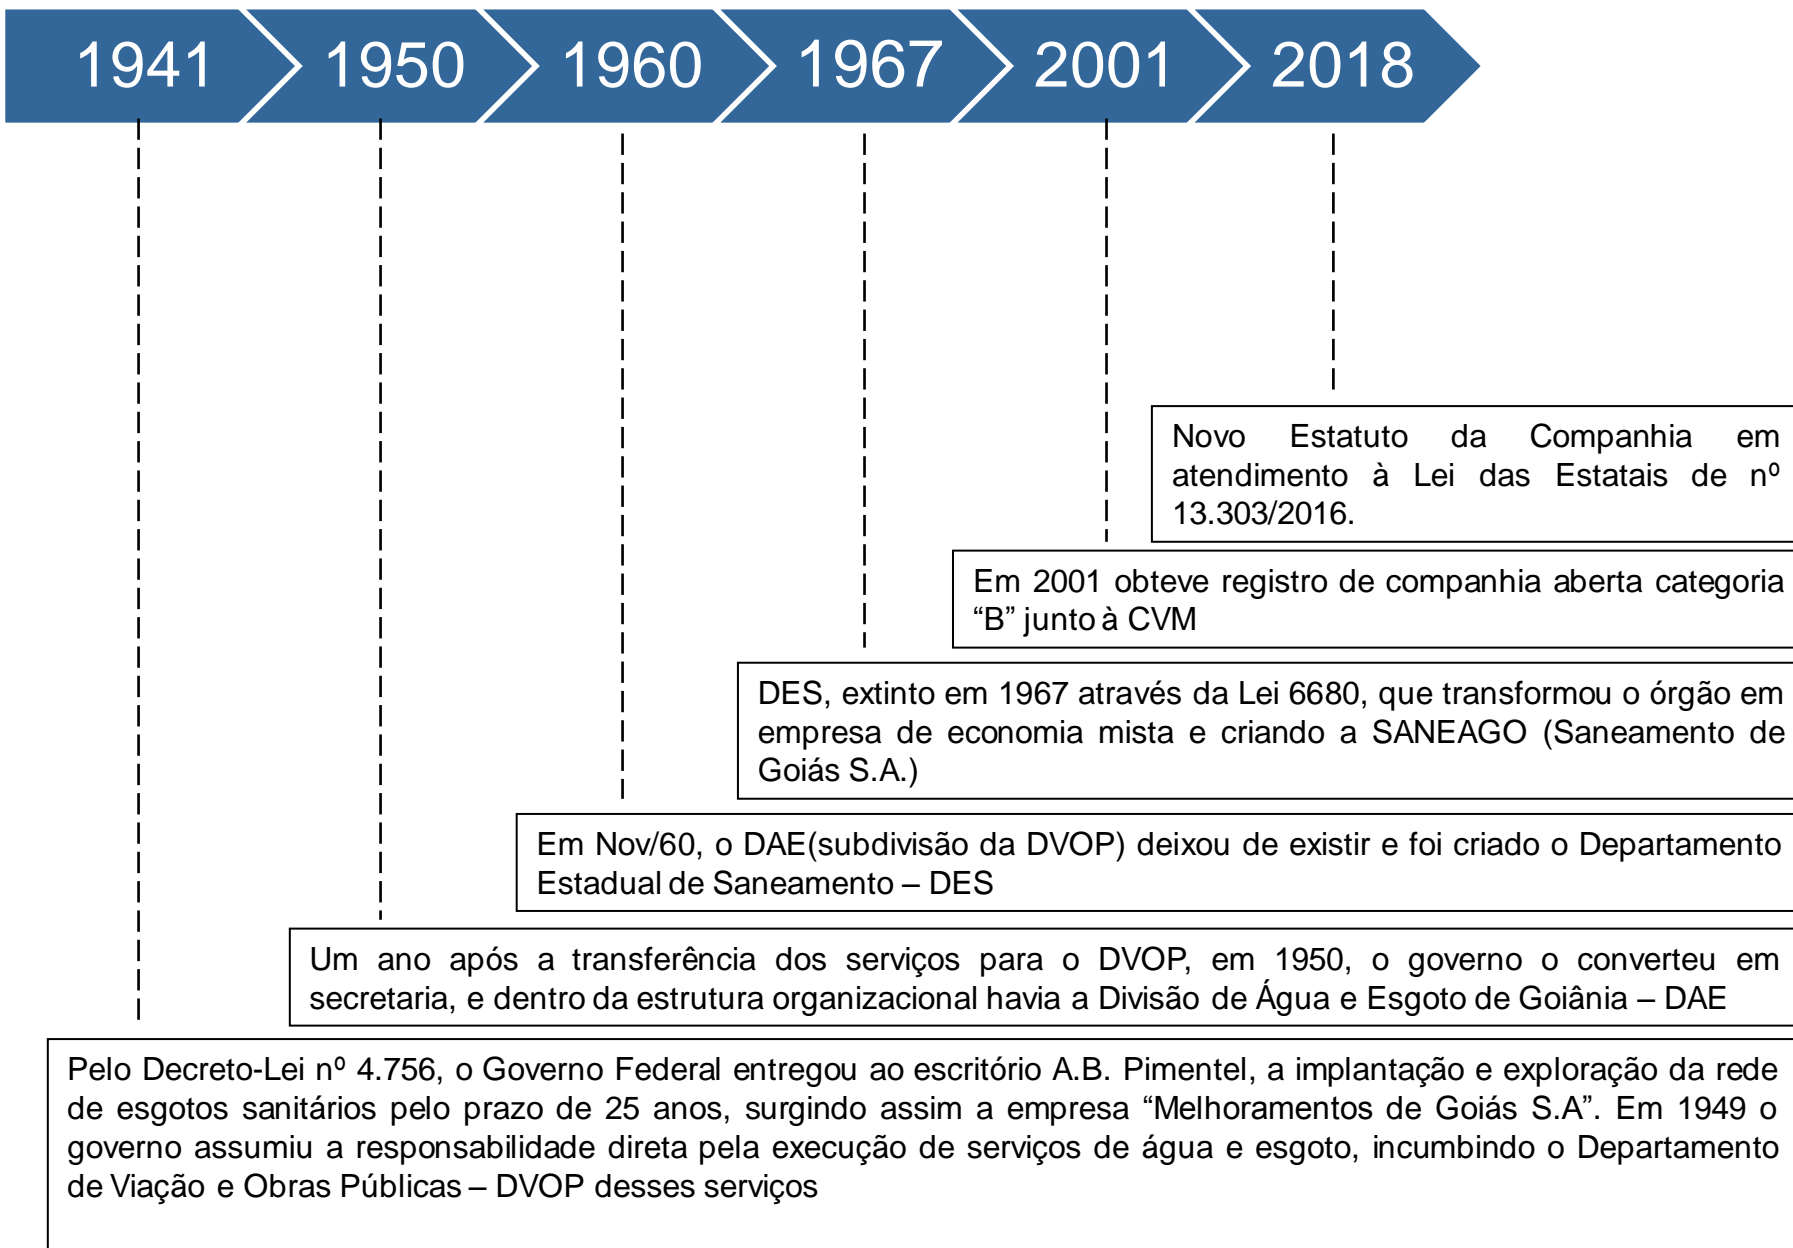 1941 1950 1960 1967 2001 2018
Novo Estatuto da Companhia em
atendimento à Lei das Estatais de nº
13.303/2016.
Em 2001 obteve registro de companhia aberta categoria
“B” junto à CVM
DES, extinto em 1967 através da Lei 6680, que transformou o órgão em
empresa de economia mista e criando a SANEAGO (Saneamento de
Goiás S.A.)
Em Nov/60, o DAE(subdivisão da DVOP) deixou de existir e foi criado o Departamento
Estadual de Saneamento – DES
Um ano após a transferência dos serviços para o DVOP, em 1950, o governo o converteu em
secretaria, e dentro da estrutura organizacional havia a Divisão de Água e Esgoto de Goiânia – DAE
Pelo Decreto-Lei nº 4.756, o Governo Federal entregou ao escritório A.B. Pimentel, a implantação e exploração da rede
de esgotos sanitários pelo prazo de 25 anos, surgindo assim a empresa “Melhoramentos de Goiás S.A”. Em 1949 o
governo assumiu a responsabilidade direta pela execução de serviços de água e esgoto, incumbindo o Departamento
de Viação e Obras Públicas – DVOP desses serviços